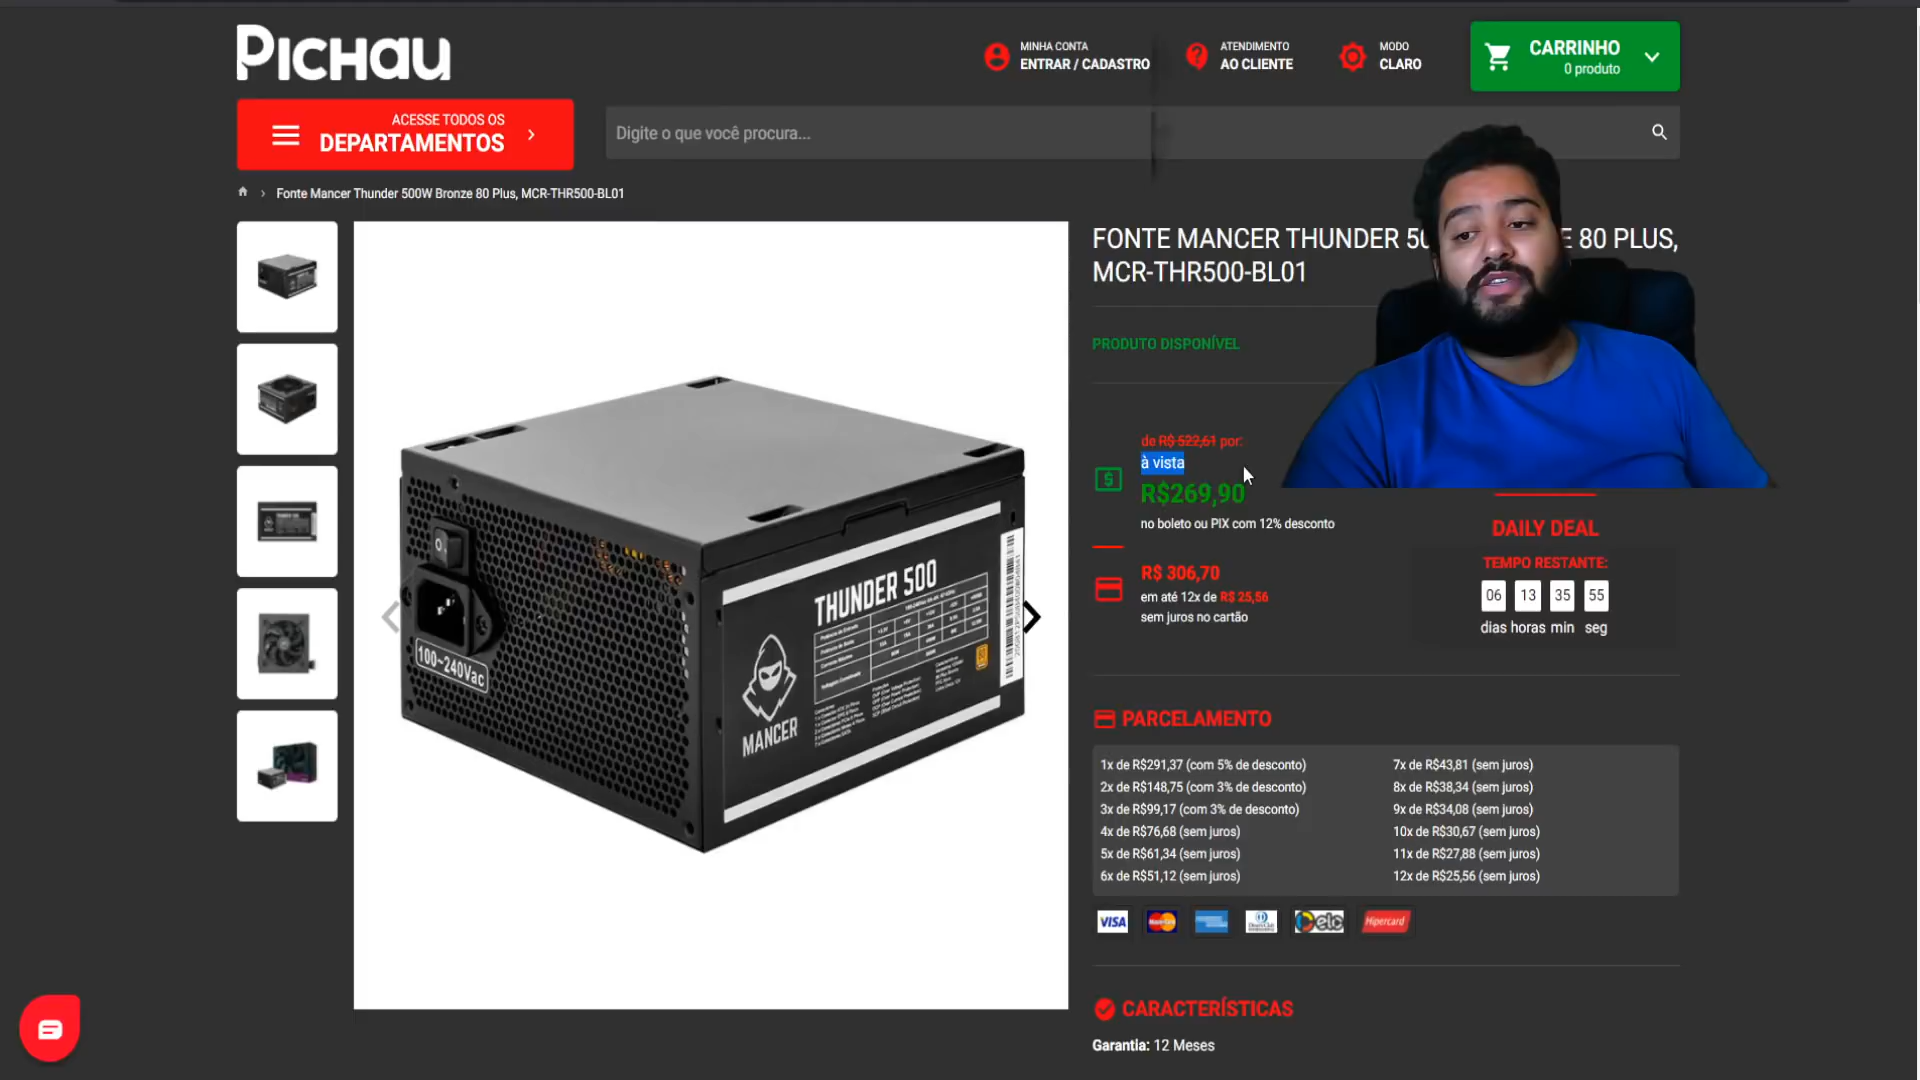 PICHAU
MINHA CONTA
ENTRAR / CADASTRO
ATENDIMENTO
AO CLIENTE
MODO
CLARO
CARRINHO
0 produto
ACESSE TODOS OS
DEPARTAMENTOS
Digite o que você procura...
Fonte Mancer Thunder 500W Bronze 80 Plus, MCR-THR500-BL01
FONTE MANCER THUNDER 80 PLUS,
MCR-THR500-BL01
PRODUTO DISPONÍVEL
de R$ 522,61 por:
à vista
R$269,90
no boleto ou PIX com 12% desconto
R$ 306,70
em até 12x de R$ 25,56
sem juros no cartão
DAILY DEAL
TEMPO RESTANTE:
06 13 35 55
dias horas min seg
THUNDER 500
100~240Vac
MANCER
PARCELAMENTO
1x de R$291,37 (com 5% de desconto)
2x de R$148,75 (com 3% de desconto)
3x de R$99,17 (com 3% de desconto)
4x de R$76,68 (sem juros)
5x de R$61,34 (sem juros)
6x de R$51,12 (sem juros)
7x de R$43,81 (sem juros)
8x de R$38,34 (sem juros)
9x de R$34,08 (sem juros)
10x de R$30,67 (sem juros)
11x de R$27,88 (sem juros)
12x de R$25,56 (sem juros)
VISA
elo
Hipercard
CARACTERÍSTICAS
Garantia: 12 Meses